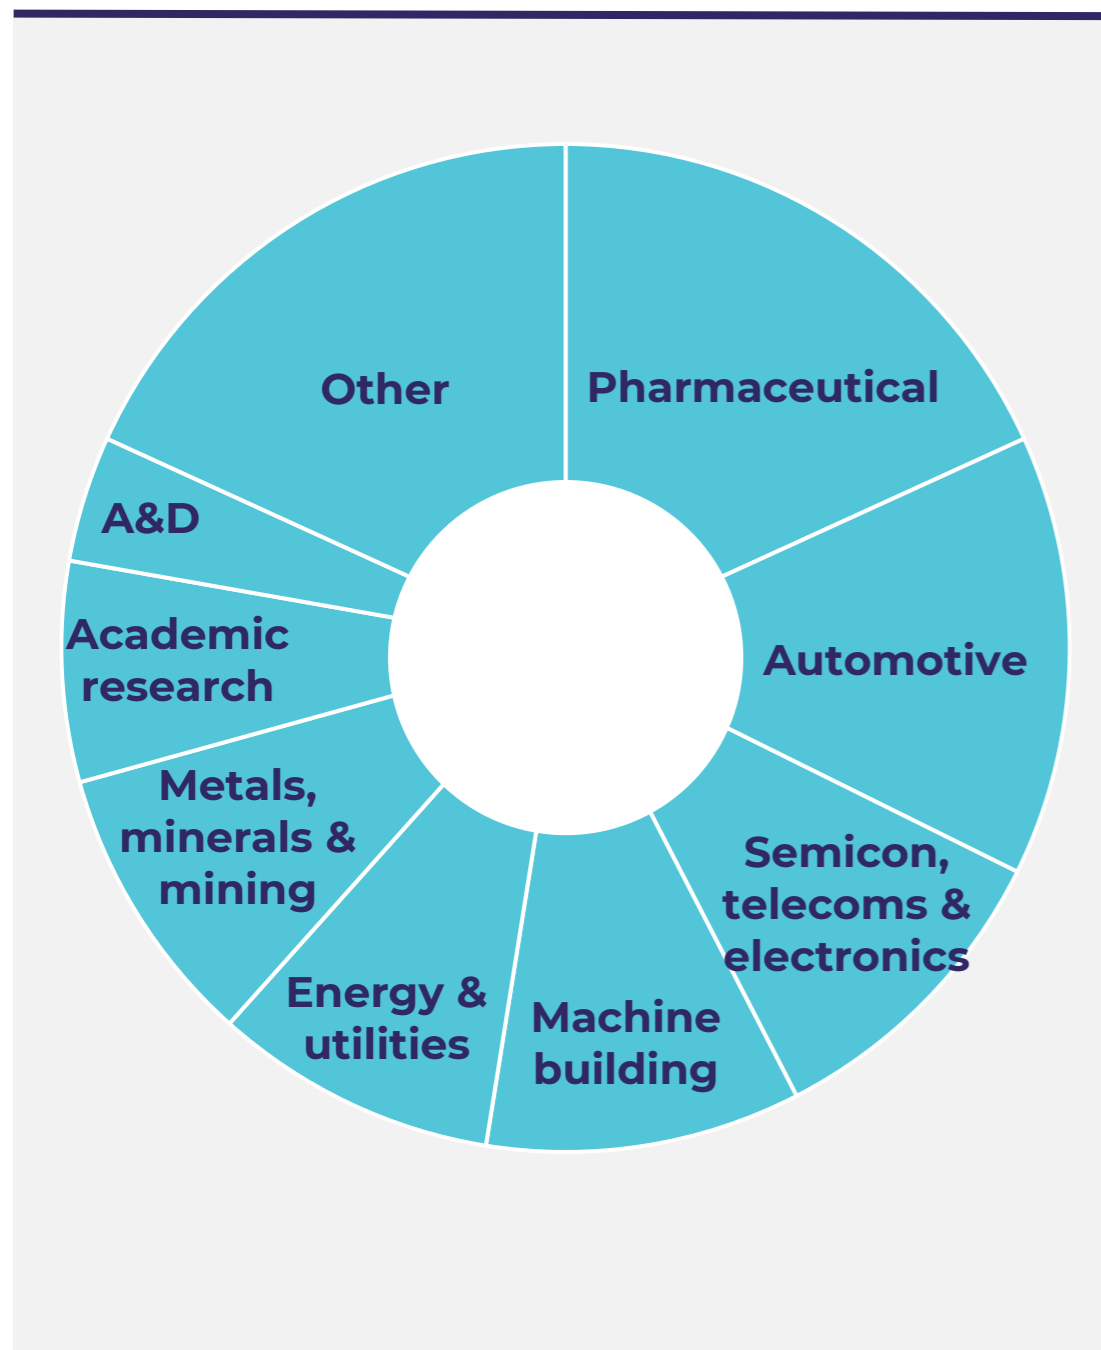 Other
Pharmaceutical
A&D
Academic
research
Automotive
Metals,
minerals &
mining
Semicon,
telecoms &
electronics
Energy &
utilities
Machine
building